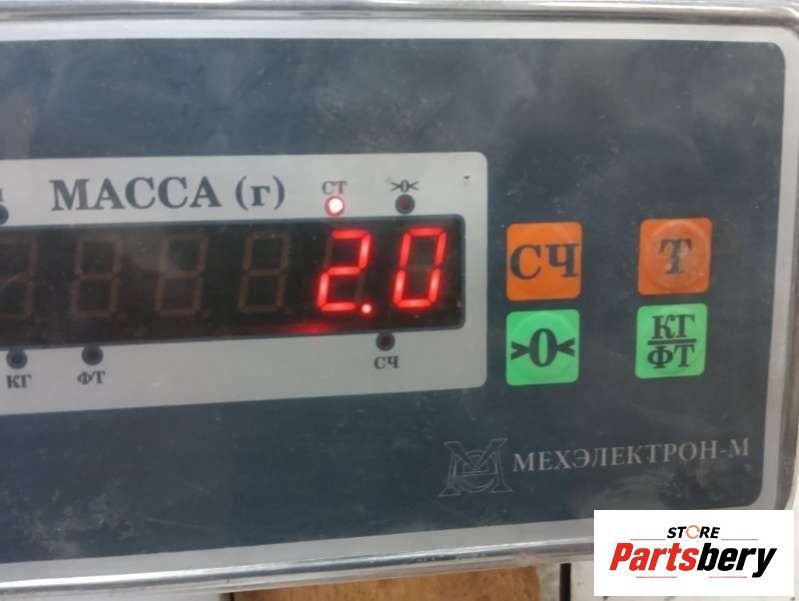 МАССА (г)
СТ
>0<
2.0
КГ
ФТ
СЧ
СЧ
Т
>0<
КГ
ФТ
МЕХЭЛЕКТРОН-М
STORE
Partsbery